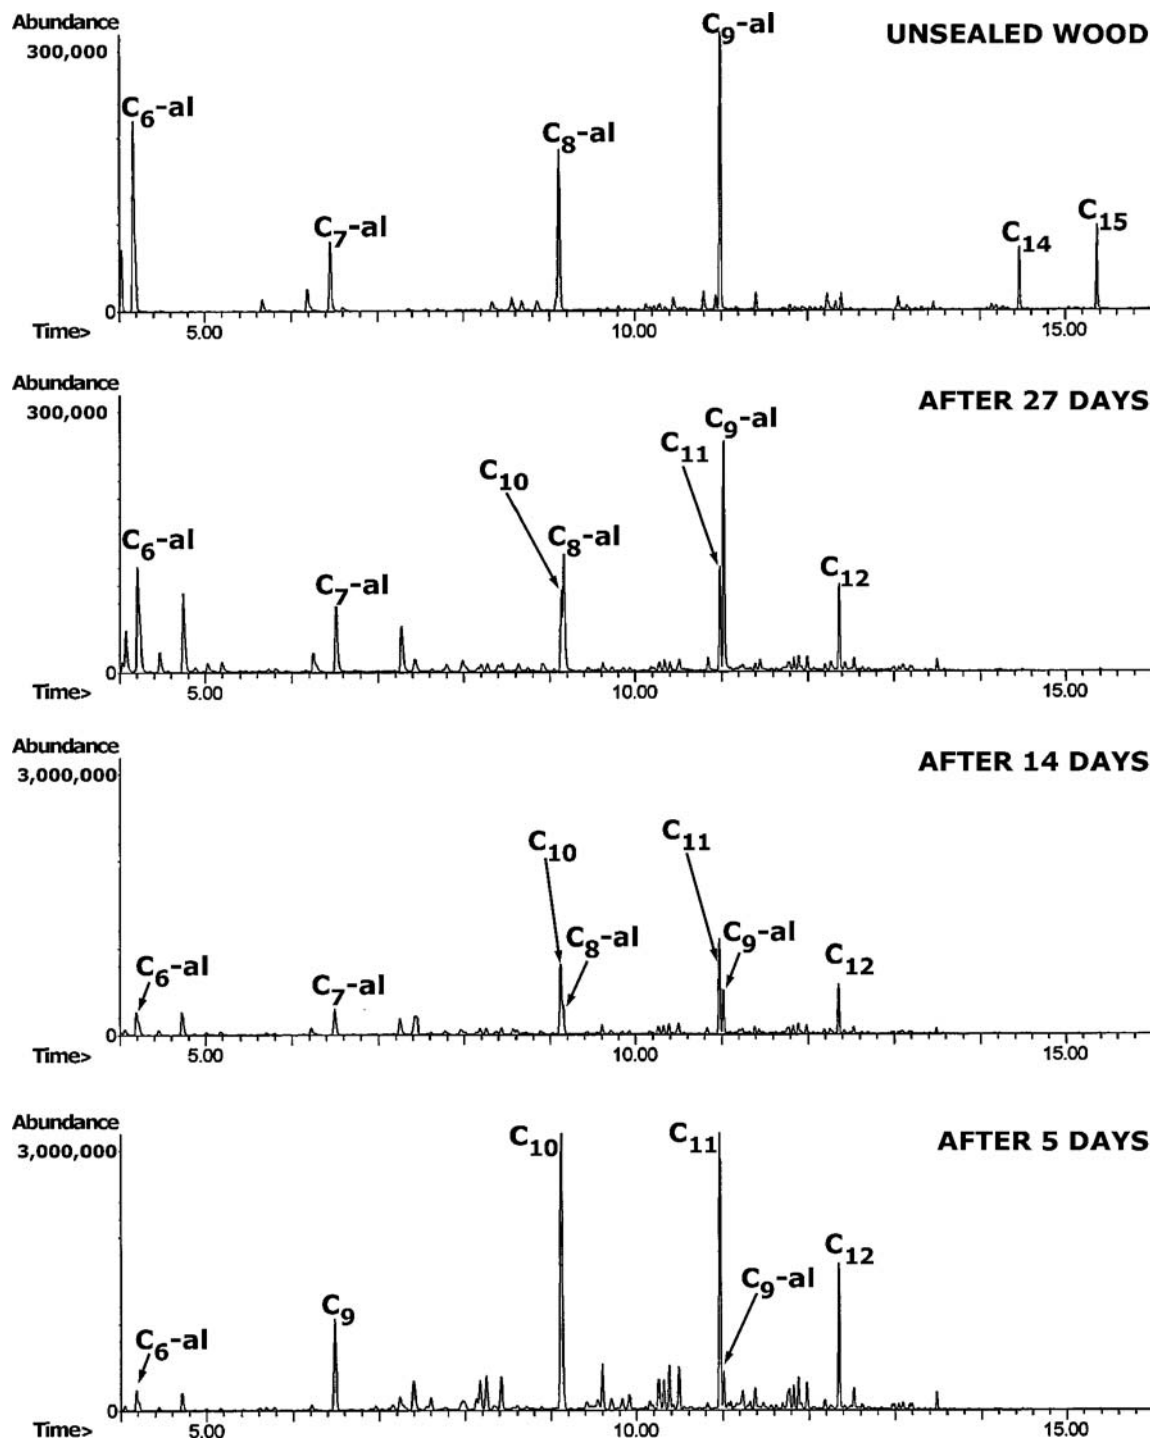 Abundance
UNSEALED WOOD
300,000
C6-al
C7-al
C8-al
C9-al
C14
C15
0
Time>
5.00
10.00
15.00
Abundance
AFTER 27 DAYS
300,000
C6-al
C7-al
C10
C8-al
C11
C9-al
C12
0
Time>
5.00
10.00
15.00
Abundance
AFTER 14 DAYS
3,000,000
C6-al
C7-al
C10
C8-al
C11
C9-al
C12
0
Time>
5.00
10.00
15.00
Abundance
AFTER 5 DAYS
3,000,000
C6-al
C9
C10
C11
C9-al
C12
0
Time>
5.00
10.00
15.00